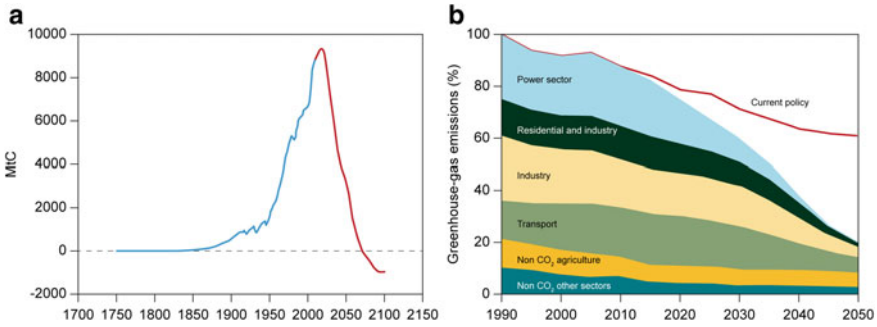 a
10000
8000
6000
4000
2000
0
-2000
MtC
1700 1750 1800 1850 1900 1950 2000 2050 2100 2150
b
100
80
60
40
20
0
Greenhouse-gas emissions (%)
Power sector
Current policy
Residential and industry
Industry
Transport
Non CO₂ agriculture
Non CO₂ other sectors
1990 2000 2010 2020 2030 2040 2050